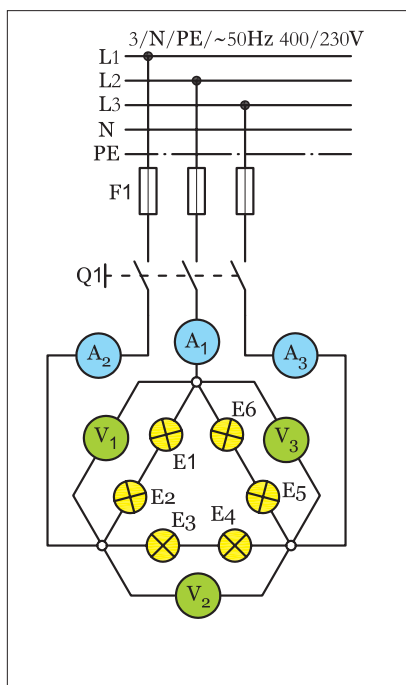 3/N/PE/~50Hz 400/230V
L1
L2
L3
N
PE
F1
Q1
A₂
A₁
A₃
V₁
E1
E6
V₃
E2
E5
E3
E4
V₂